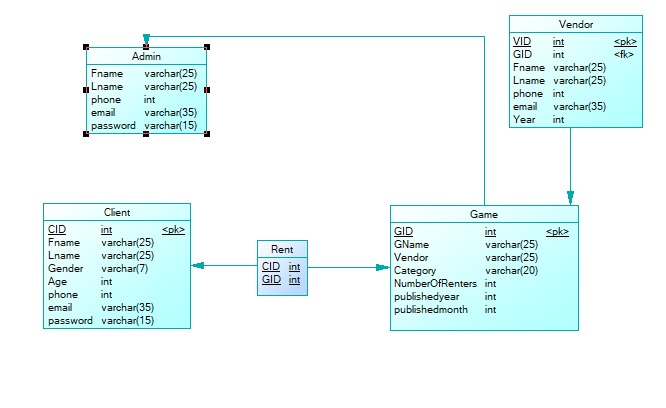 Vendor
VID int <pk>
GID int <fk>
Fname varchar(25)
Lname varchar(25)
phone int
email varchar(35)
Year int
Admin
Fname varchar(25)
Lname varchar(25)
phone int
email varchar(35)
password varchar(15)
Client
CID int <pk>
Fname varchar(25)
Lname varchar(25)
Gender varchar(7)
Age int
phone int
email varchar(35)
password varchar(15)
Rent
CID int
GID int
Game
GID int <pk>
GName varchar(25)
Vendor varchar(25)
Category varchar(20)
NumberOfRenters int
publishedyear int
publishedmonth int